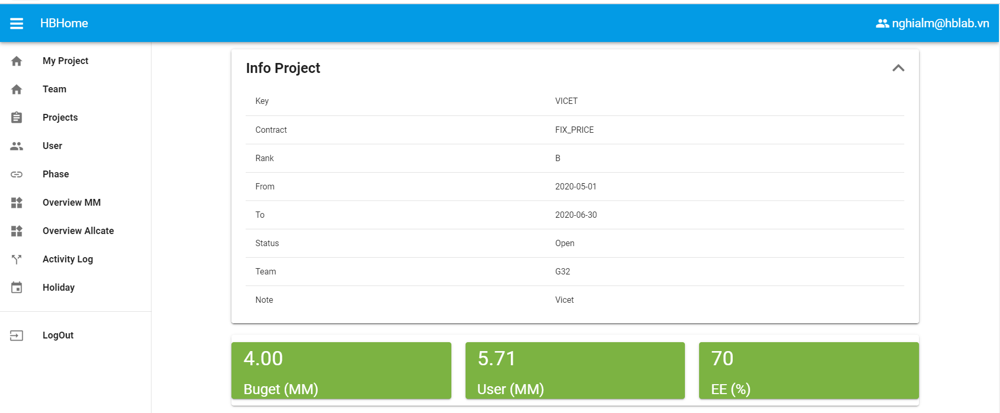 HBHome
nghialm@hblab.vn
My Project
Team
Projects
User
Phase
Overview MM
Overview Allcate
Activity Log
Holiday
LogOut
Info Project
Key VICET
Contract FIX_PRICE
Rank B
From 2020-05-01
To 2020-06-30
Status Open
Team G32
Note Vicet
4.00
Buget (MM)
5.71
User (MM)
70
EE (%)